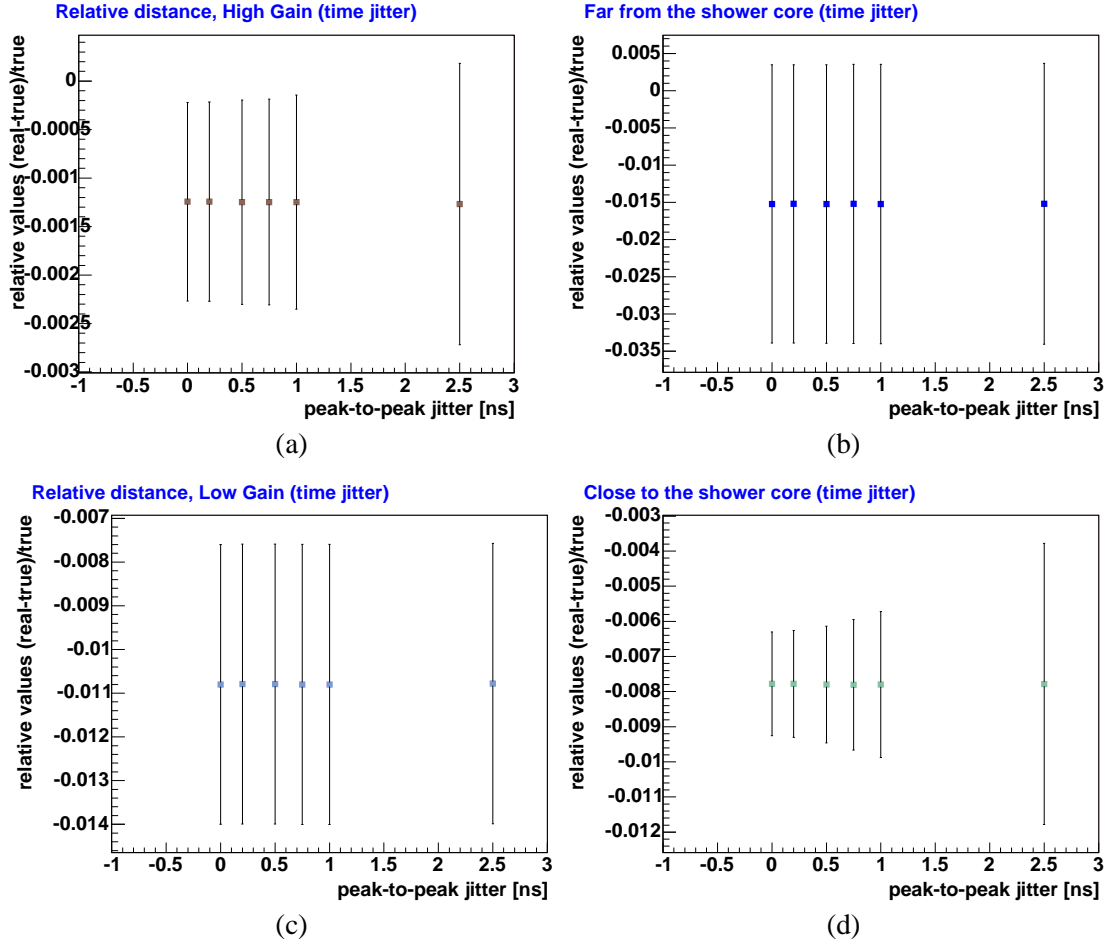 Relative distance, High Gain (time jitter)
relative values (real-true)/true
0
-0.0005
-0.001
-0.0015
-0.002
-0.0025
-0.003
-1 -0.5 0 0.5 1 1.5 2 2.5 3
peak-to-peak jitter [ns]
(a)
Far from the shower core (time jitter)
relative values (real-true)/true
0.005
0
-0.005
-0.01
-0.015
-0.02
-0.025
-0.03
-0.035
-1 -0.5 0 0.5 1 1.5 2 2.5 3
peak-to-peak jitter [ns]
(b)
Relative distance, Low Gain (time jitter)
relative values (real-true)/true
-0.007
-0.008
-0.009
-0.01
-0.011
-0.012
-0.013
-0.014
-1 -0.5 0 0.5 1 1.5 2 2.5 3
peak-to-peak jitter [ns]
(c)
Close to the shower core (time jitter)
relative values (real-true)/true
-0.003
-0.004
-0.005
-0.006
-0.007
-0.008
-0.009
-0.01
-0.011
-0.012
-1 -0.5 0 0.5 1 1.5 2 2.5 3
peak-to-peak jitter [ns]
(d)